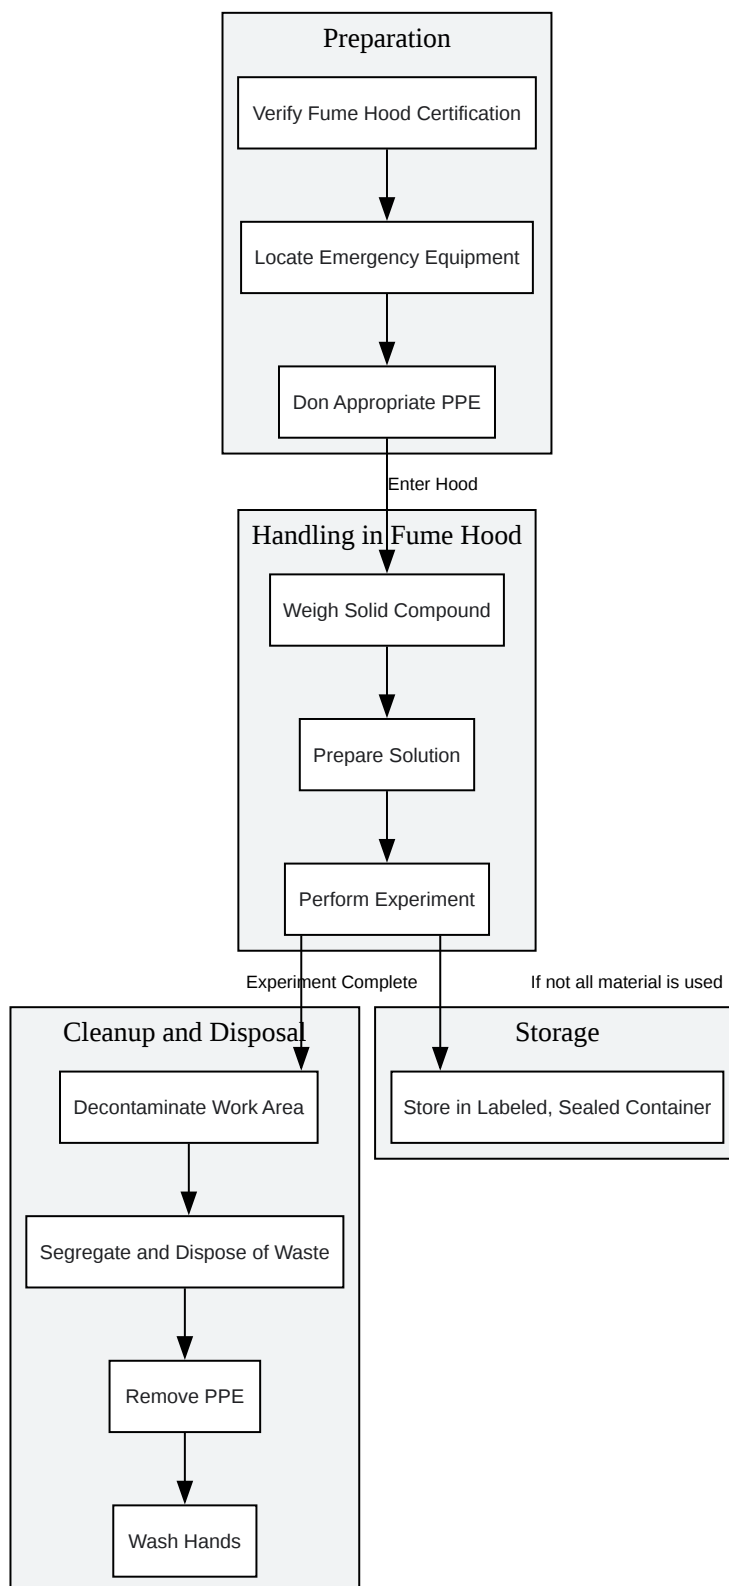 Preparation
Verify Fume Hood Certification
Locate Emergency Equipment
Don Appropriate PPE
Enter Hood
Handling in Fume Hood
Weigh Solid Compound
Prepare Solution
Perform Experiment
Experiment Complete
If not all material is used
Cleanup and Disposal
Storage
Decontaminate Work Area
Store in Labeled, Sealed Container
Segregate and Dispose of Waste
Remove PPE
Wash Hands